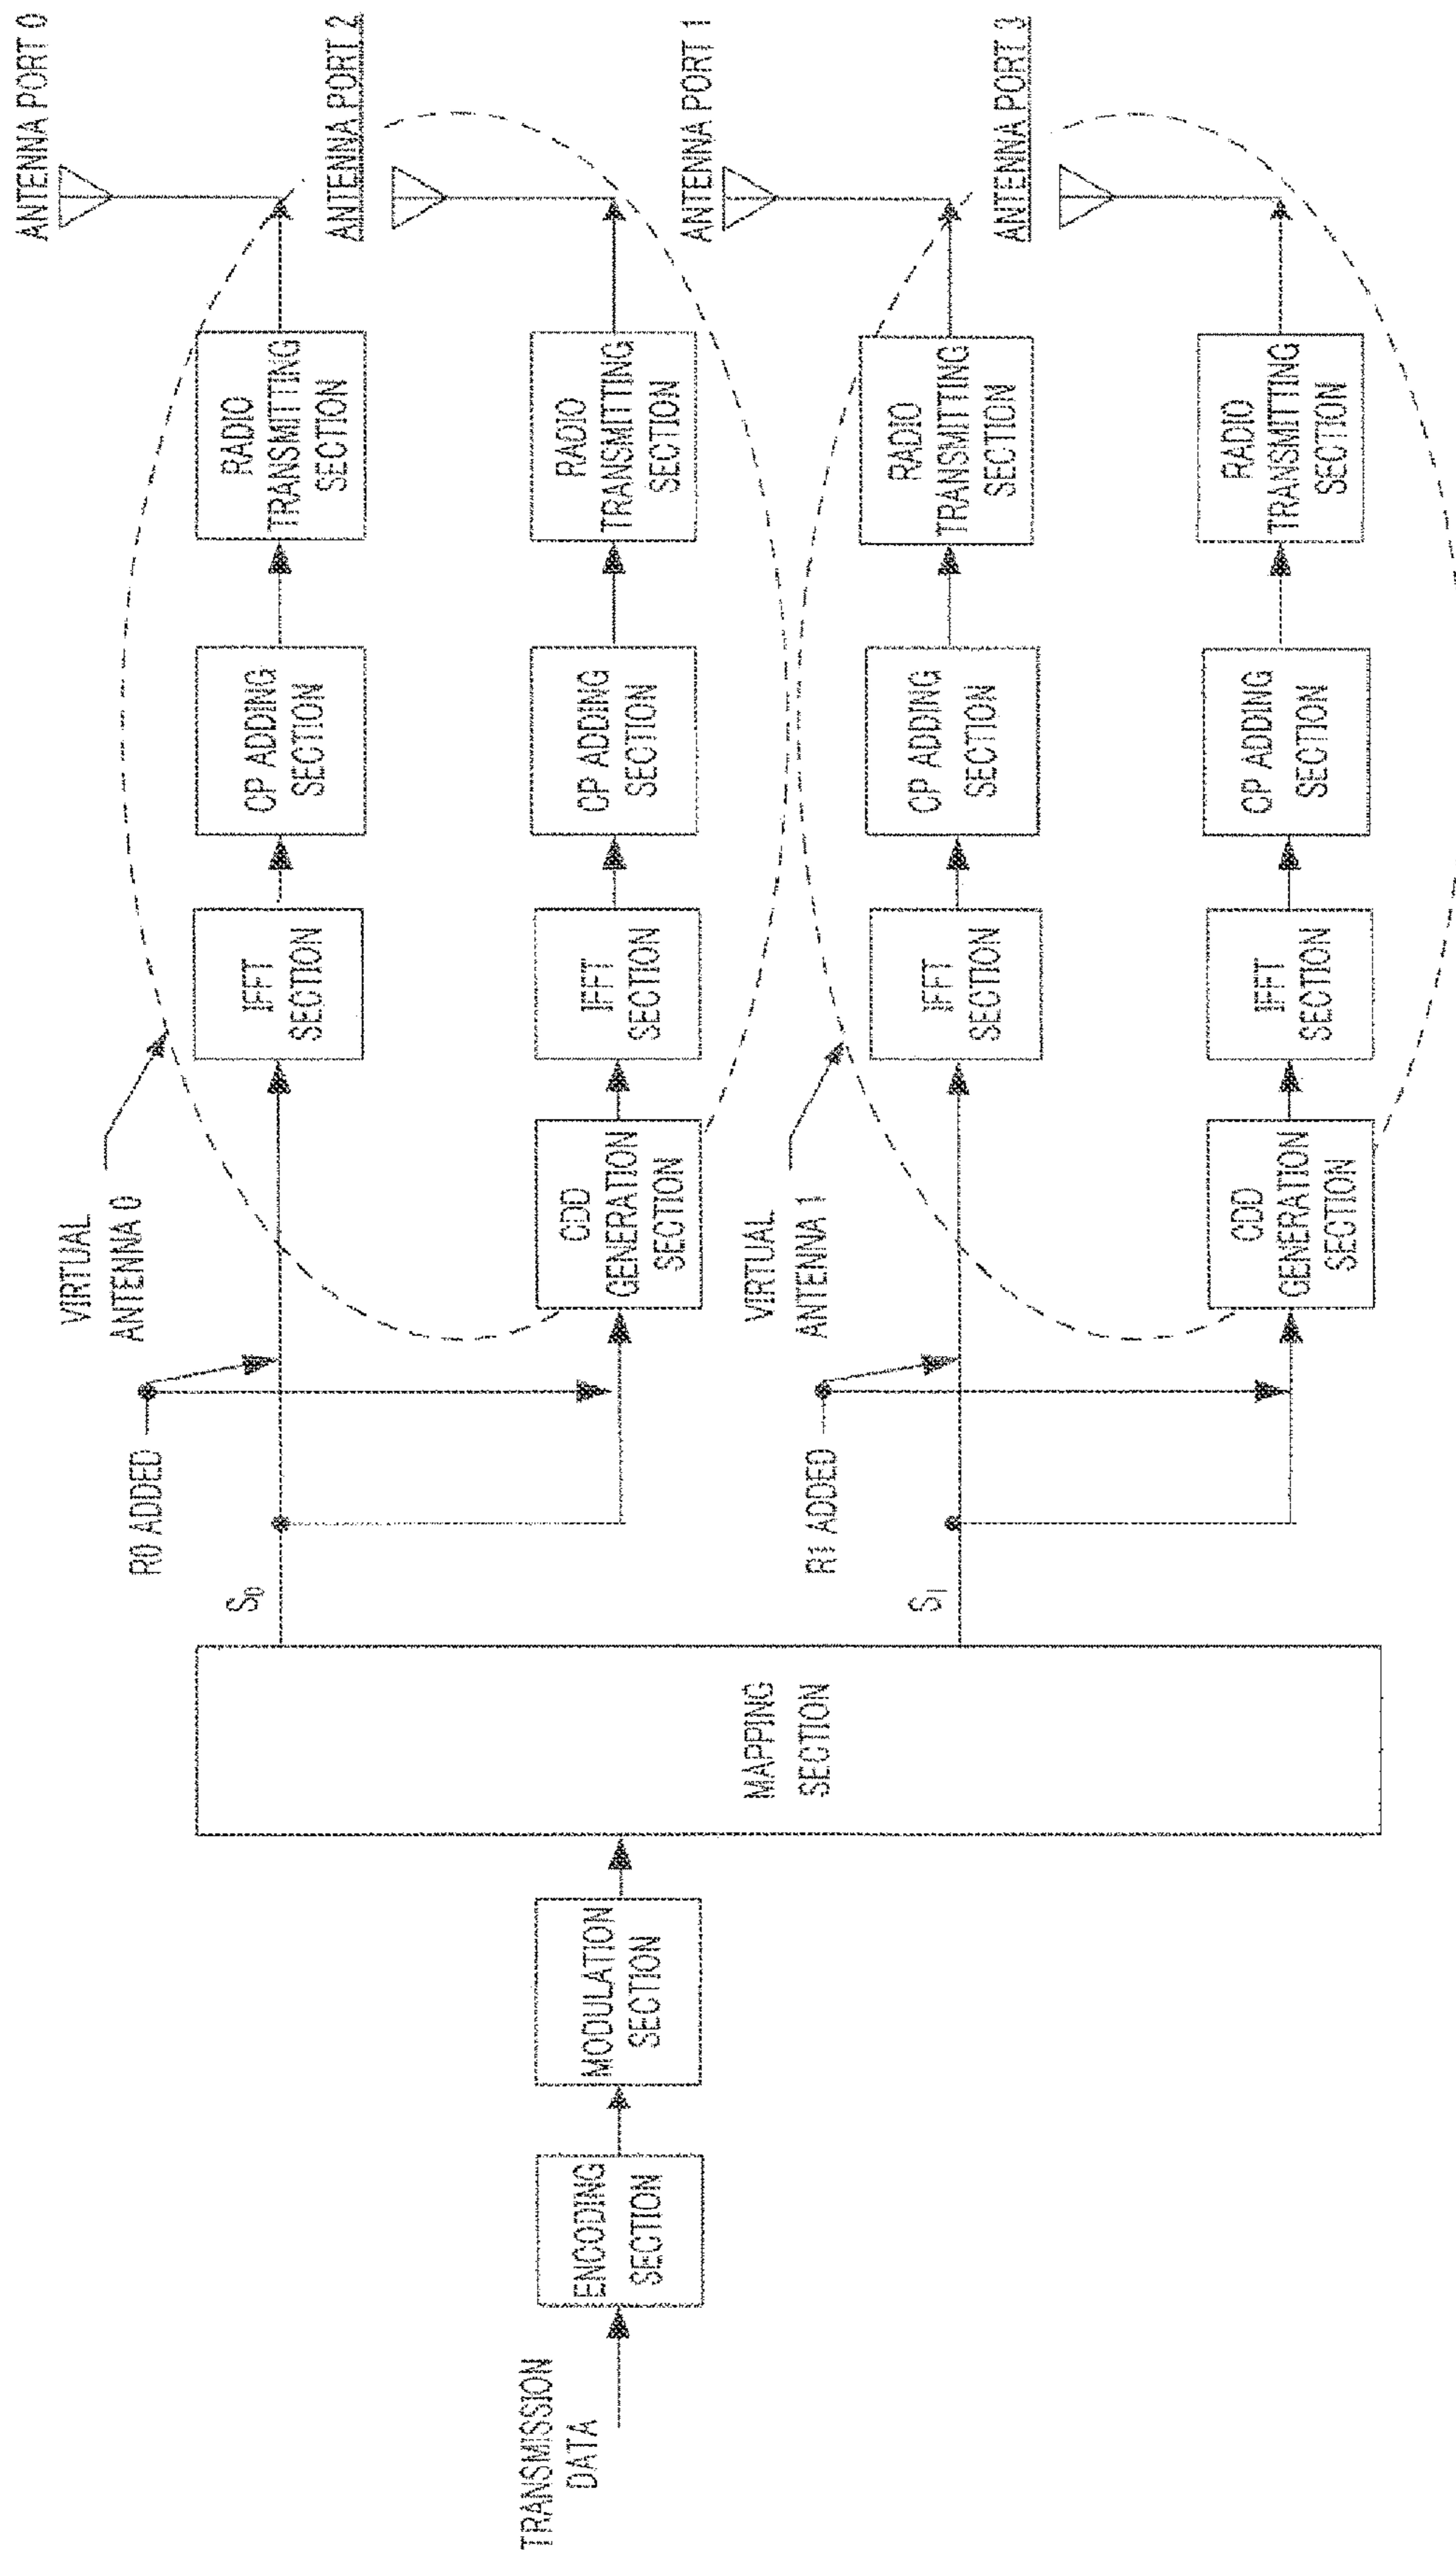 TRANSMISSION
DATA
ENCODING
SECTION
MODULATION
SECTION
MAPPING
SECTION
S0
R0 ADDED
VIRTUAL
ANTENNA 0
IFFT
SECTION
CP ADDING
SECTION
RADIO
TRANSMITTING
SECTION
ANTENNA PORT 0
CDD
GENERATION
SECTION
IFFT
SECTION
CP ADDING
SECTION
RADIO
TRANSMITTING
SECTION
ANTENNA PORT 2
S1
R1 ADDED
VIRTUAL
ANTENNA 1
IFFT
SECTION
CP ADDING
SECTION
RADIO
TRANSMITTING
SECTION
ANTENNA PORT 1
CDD
GENERATION
SECTION
IFFT
SECTION
CP ADDING
SECTION
RADIO
TRANSMITTING
SECTION
ANTENNA PORT 3